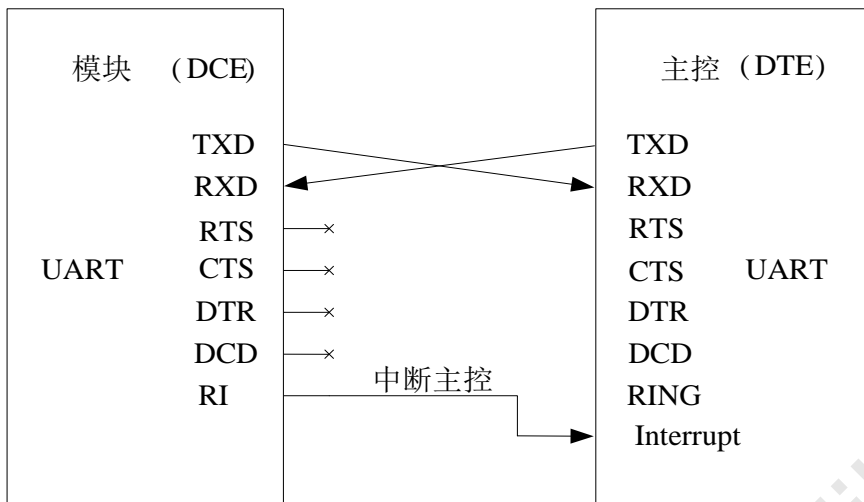 模块 (DCE)
主控 (DTE)
TXD
TXD
RXD
RXD
RTS
RTS
UART
CTS
CTS
UART
DTR
DTR
DCD
DCD
RI
中断主控
RING
Interrupt